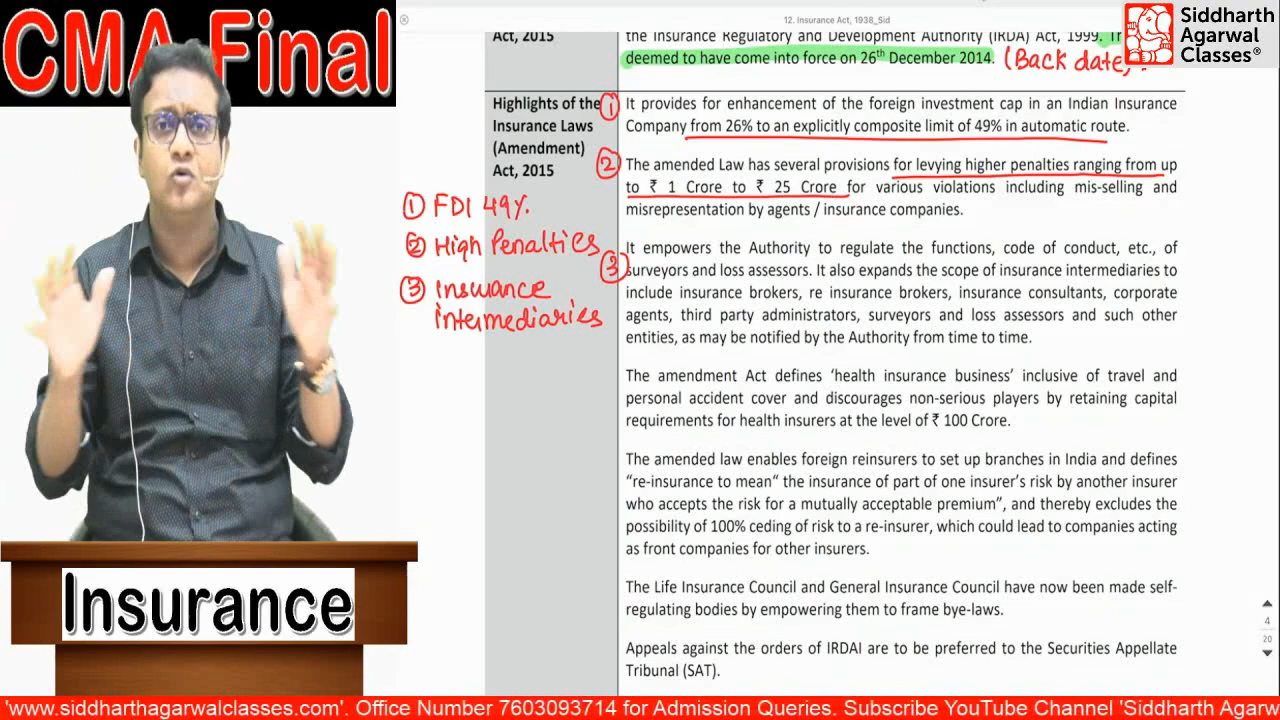 CMA Final
12. Insurance Act, 1938_Sid
Siddharth
Agarwal
Classes®
Act, 2015
the Insurance Regulatory and Development Authority (IRDA) Act, 1999.
deemed to have come into force on 26th December 2014. (Back date,
Highlights of the
Insurance Laws
(Amendment)
Act, 2015
① FDI 49%.
② High Penalties
③ Insurance
intermediaries
① It provides for enhancement of the foreign investment cap in an Indian Insurance
Company from 26% to an explicitly composite limit of 49% in automatic route.
② The amended Law has several provisions for levying higher penalties ranging from up
to ₹ 1 Crore to ₹ 25 Crore for various violations including mis-selling and
misrepresentation by agents / insurance companies.
③ It empowers the Authority to regulate the functions, code of conduct, etc., of
surveyors and loss assessors. It also expands the scope of insurance intermediaries to
include insurance brokers, re insurance brokers, insurance consultants, corporate
agents, third party administrators, surveyors and loss assessors and such other
entities, as may be notified by the Authority from time to time.
The amendment Act defines ‘health insurance business’ inclusive of travel and
personal accident cover and discourages non-serious players by retaining capital
requirements for health insurers at the level of ₹ 100 Crore.
The amended law enables foreign reinsurers to set up branches in India and defines
“re-insurance to mean“ the insurance of part of one insurer’s risk by another insurer
who accepts the risk for a mutually acceptable premium”, and thereby excludes the
possibility of 100% ceding of risk to a re-insurer, which could lead to companies acting
as front companies for other insurers.
The Life Insurance Council and General Insurance Council have now been made self-
regulating bodies by empowering them to frame bye-laws.
Appeals against the orders of IRDAI are to be preferred to the Securities Appellate
Tribunal (SAT).
4
20
Insurance
'www.siddharthagarwalclasses.com'. Office Number 7603093714 for Admission Queries. Subscribe YouTube Channel 'Siddharth Agarw